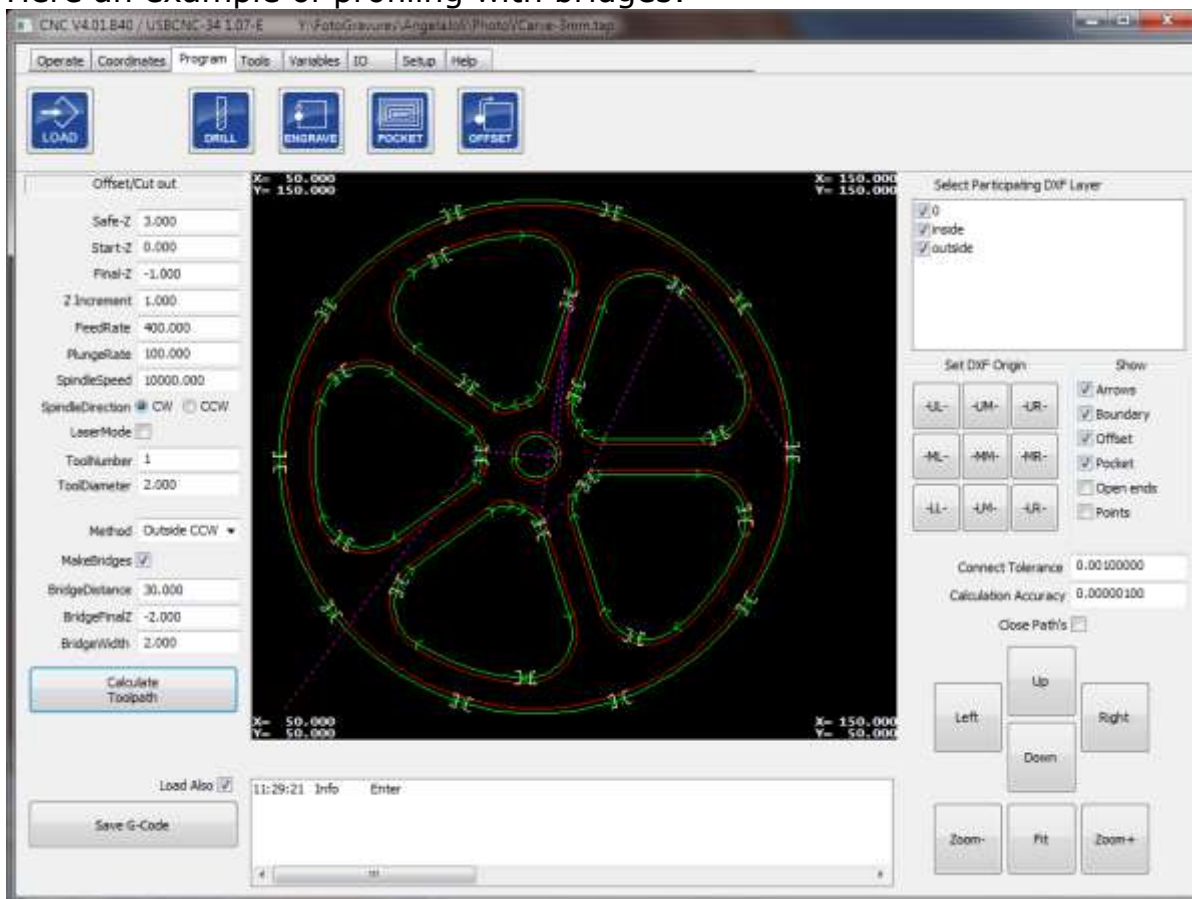 Here an example of profiling with bridges:
CNC V4.01.B40 / USBCNC-34 1.07-E Y:\FotoGravures\AngelaJoli\Photo\VCarve-3mm.tap
Operate Coordinates Program Tools Variables IO Setup Help
LOAD DRILL ENGRAVE POCKET OFFSET
Offset/Cut out
Safe-Z 3.000
Start-Z 0.000
Final-Z -1.000
Z Increment 1.000
FeedRate 400.000
PlungeRate 100.000
SpindleSpeed 10000.000
SpindleDirection CW CCW
LaserMode
ToolNumber 1
ToolDiameter 2.000
Method Outside CCW
MakeBridges
BridgeDistance 30.000
BridgeFinalZ -2.000
BridgeWidth 2.000
Calculate
Toolpath
Load Also
Save G-Code
X= 50.000
Y= 150.000
X= 150.000
Y= 150.000
X= 50.000
Y= 50.000
X= 150.000
Y= 50.000
11:29:21 Info Enter
Select Participating DXF Layer
0
inside
outside
Set DXF Origin
-UL- -UM- -UR-
-ML- -MM- -MR-
-LL- -LM- -LR-
Show
Arrows
Boundary
Offset
Pocket
Open ends
Points
Connect Tolerance 0.00100000
Calculation Accuracy 0.00000100
Close Path's
Up
Left Right
Down
Zoom- Fit Zoom+